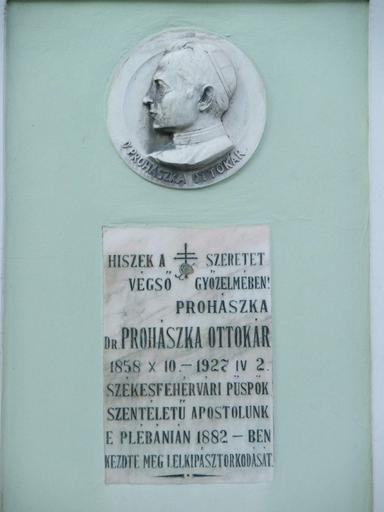 D PROHÁSZKA OTTOKÁR
HISZEK A SZERETET
VÉGSŐ GYŐZELMÉBEN!
PROHÁSZKA
DR. PROHÁSZKA OTTOKÁR
1858 X 10. – 1927 IV 2.
SZÉKESFEHÉRVÁRI PÜSPÖK
SZENTÉLETŰ APOSTOLUNK
E PLÉBÁNIÁN 1882 – BEN
KEZDTE MEG LELKIPÁSZTORKODÁSÁT.